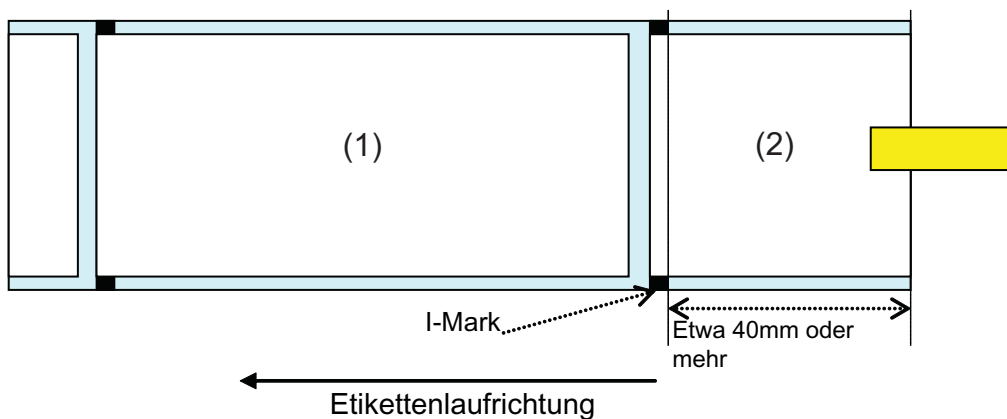 (1)
(2)
I-Mark
Etwa 40mm oder
mehr
Etikettenlaufrichtung